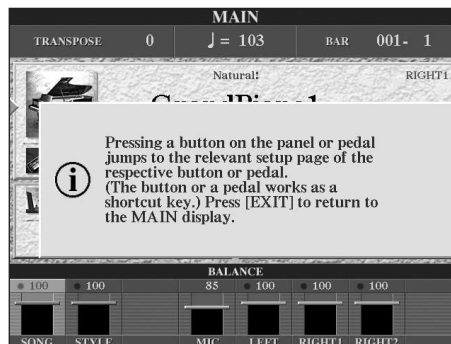 MAIN
TRANSPOSE 0 ♩= 103 BAR 001- 1
Natural! RIGHT1
GrandPiano1
Pressing a button on the panel or pedal
jumps to the relevant setup page of the
respective button or pedal.
(The button or a pedal works as a
shortcut key.) Press [EXIT] to return to
the MAIN display.
BALANCE
100 100 85 100 100 100
SONG STYLE MIC LEFT RIGHT1 RIGHT2